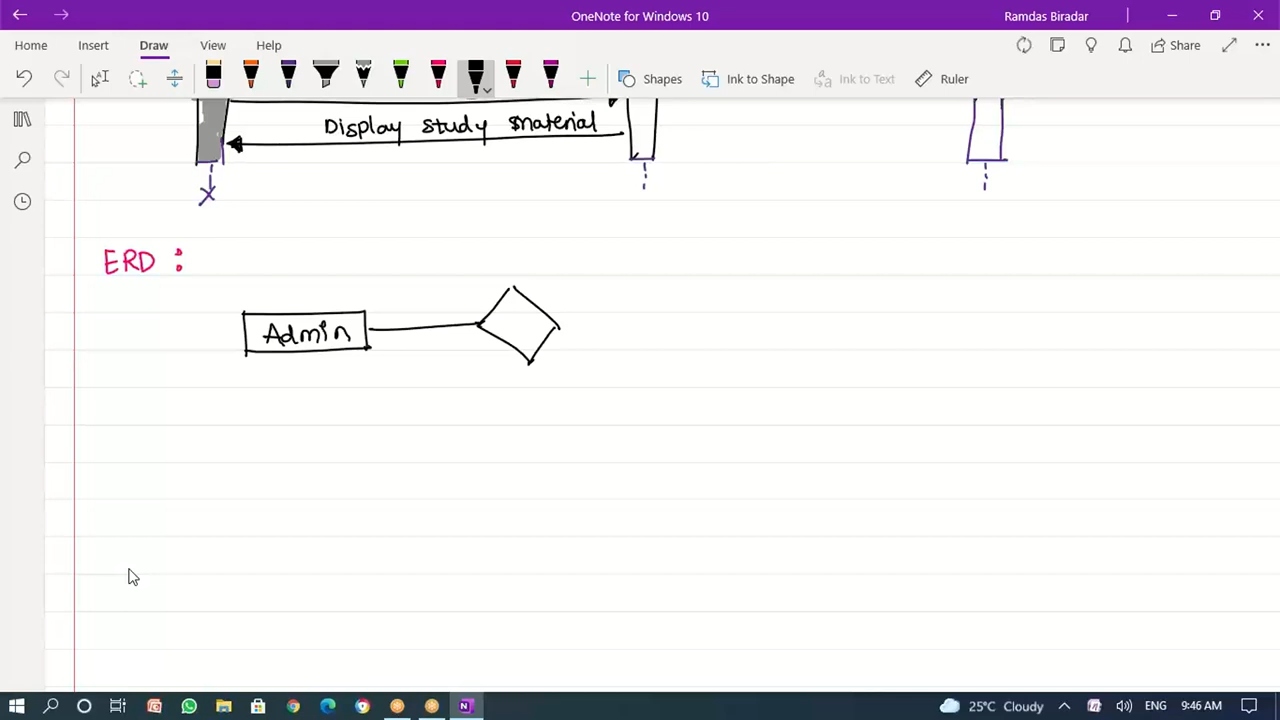 OneNote for Windows 10
Ramdas Biradar
Home
Insert
Draw
View
Help
Share
Shapes
Ink to Shape
Ink to Text
Ruler
Display study material
X
ERD :
Admin
25°C Cloudy
ENG
9:46 AM